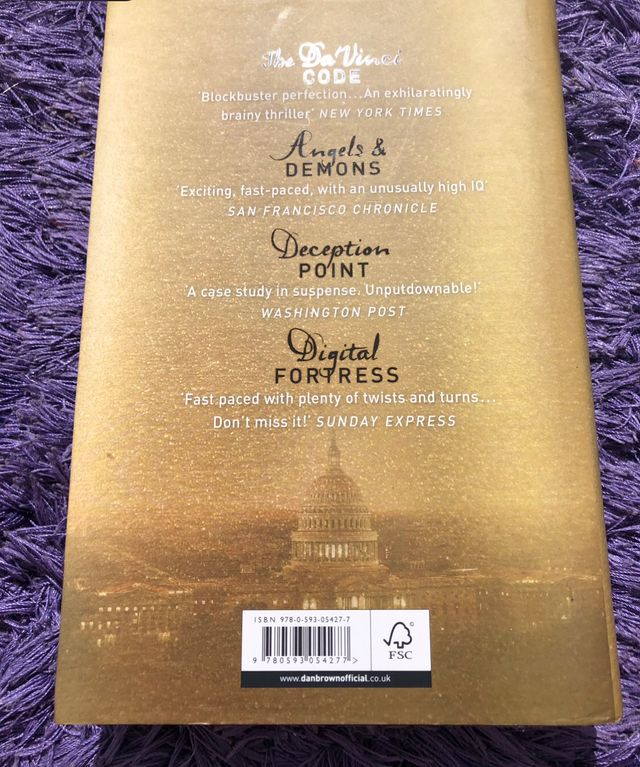 The Da Vinci
CODE
'Blockbuster perfection...An exhilaratingly
brainy thriller' NEW YORK TIMES
Angels &
DEMONS
'Exciting, fast-paced, with an unusually high IQ'
SAN FRANCISCO CHRONICLE
Deception
POINT
'A case study in suspense. Unputdownable!'
WASHINGTON POST
Digital
FORTRESS
'Fast paced with plenty of twists and turns...
Don't miss it!' SUNDAY EXPRESS
ISBN 978-0-593-05427-7
9 780593 054277 >
FSC
www.danbrownofficial.co.uk